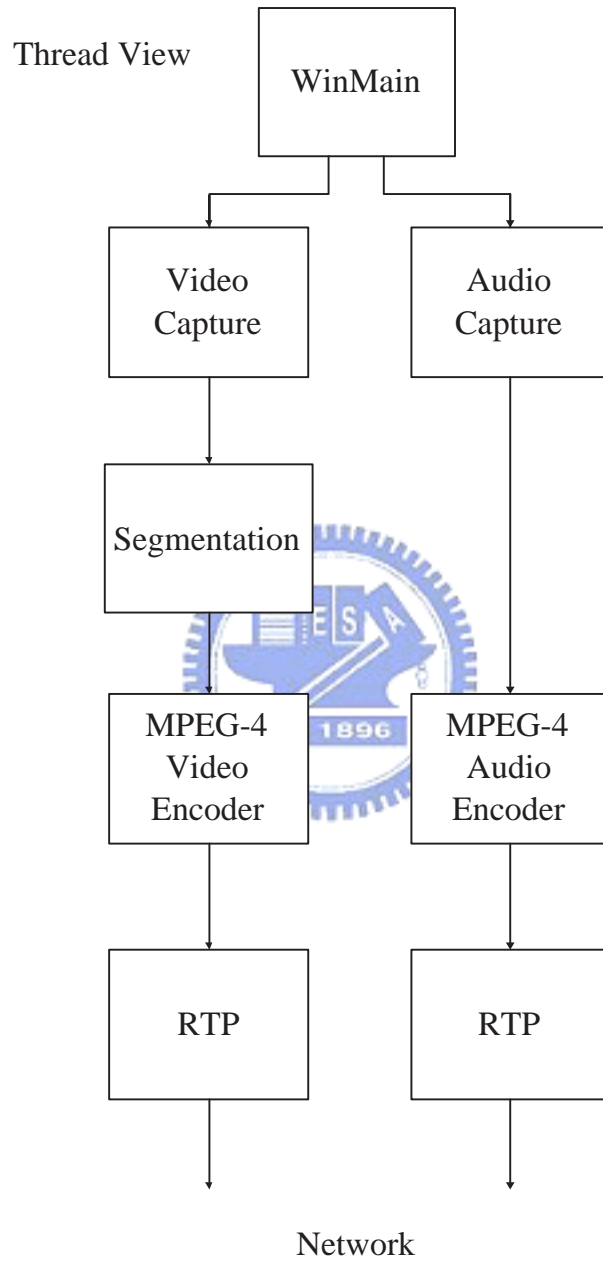 Thread View
WinMain
Video
Capture
Audio
Capture
Segmentation
E S A
1896
MPEG-4
Video
Encoder
MPEG-4
Audio
Encoder
RTP
RTP
Network